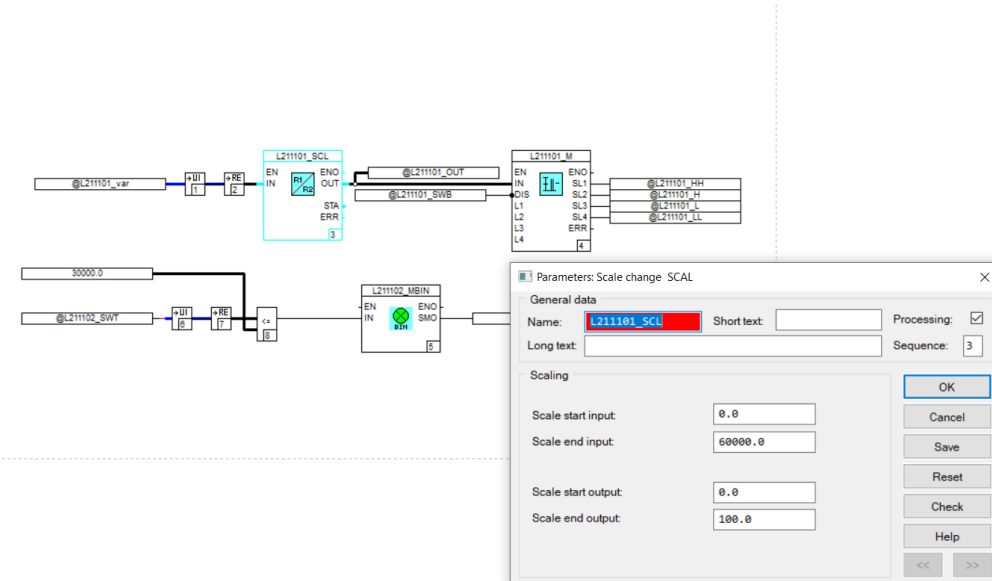 L211101_SCL
EN ENO
IN R1/R2 OUT
STA
ERR
3
@L211101_var
→UI
1
→RE
2
@L211101_OUT
@L211101_SWB
L211101_M
EN ENO
IN SL1
DIS SL2
L1 SL3
L2 SL4
L3 ERR
L4
4
@L211101_HH
@L211101_H
@L211101_L
@L211101_LL
30000.0
@L211102_SWT
→UI
6
→RE
7
<=
8
L211102_MBIN
EN ENO
IN SMO
BIN
5
Parameters: Scale change SCAL
General data
Name: L211101_SCL Short text: Processing:
Long text: Sequence: 3
Scaling
Scale start input: 0.0
Scale end input: 60000.0
Scale start output: 0.0
Scale end output: 100.0
OK
Cancel
Save
Reset
Check
Help
<< >>